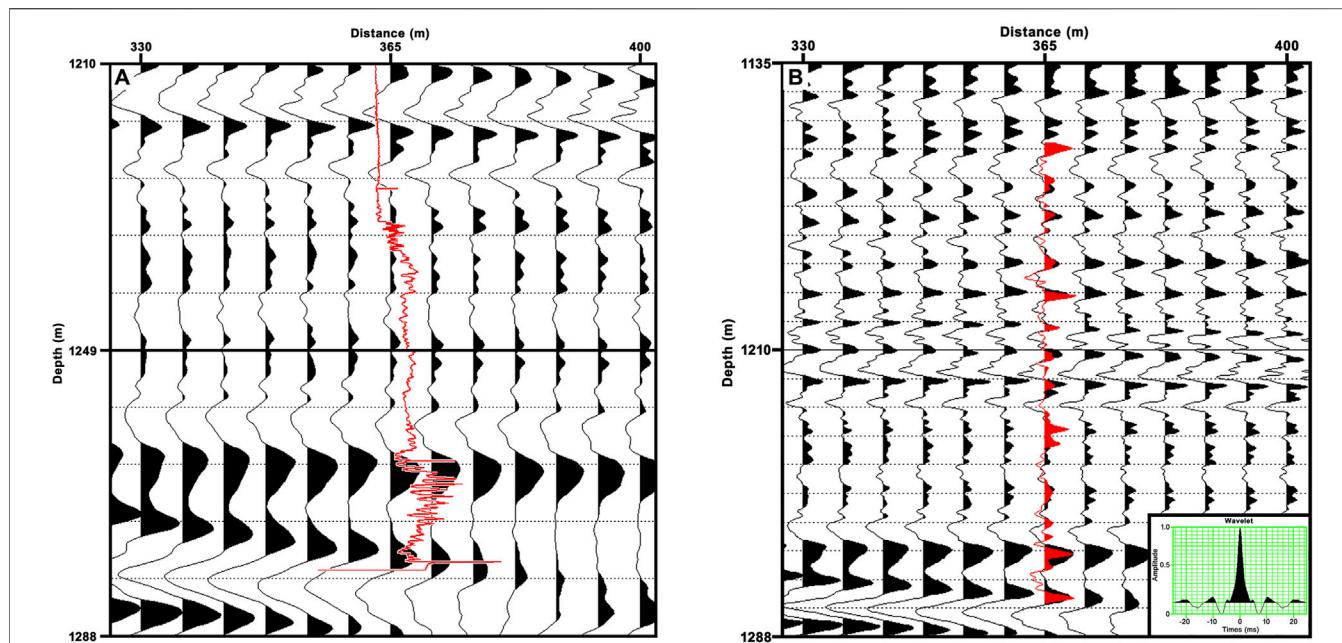 Distance (m)
330 365 400
A
1210
Depth (m)
1249
1288
Distance (m)
330 365 400
B
1135
Depth (m)
1210
1288
Wavelet
1.0
Amplitude
0.5
0
-20 -10 0 10 20
Times (ms)